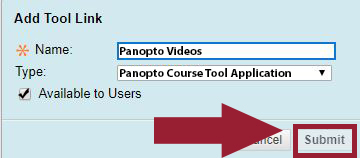 Add Tool Link
Name: Panopto Videos
Type: Panopto Course Tool Application
Available to Users
Submit